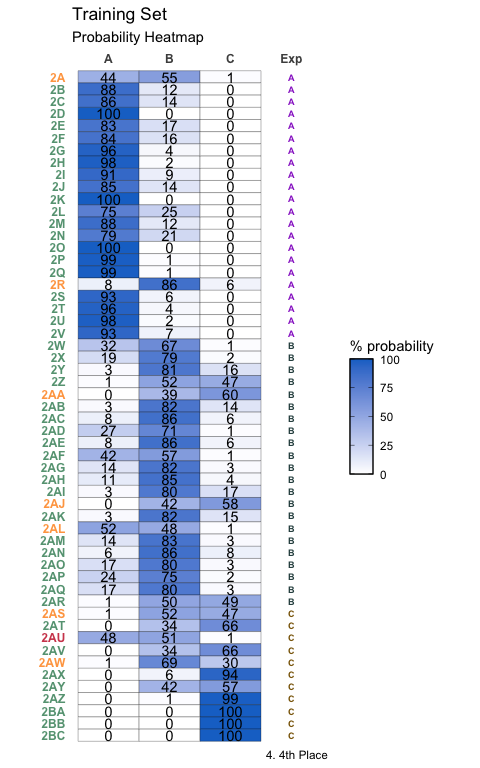 Training Set
Probability Heatmap
A B C Exp
2A 44 55 1 A
2B 88 12 0 A
2C 86 14 0 A
2D 100 0 0 A
2E 83 17 0 A
2F 84 16 0 A
2G 96 4 0 A
2H 98 2 0 A
2I 91 9 0 A
2J 85 14 0 A
2K 100 0 0 A
2L 75 25 0 A
2M 88 12 0 A
2N 79 21 0 A
2O 100 0 0 A
2P 99 1 0 A
2Q 99 1 0 A
2R 8 86 6 A
2S 93 6 0 A
2T 96 4 0 A
2U 98 2 0 A
2V 93 7 0 A
2W 32 67 1 B
2X 19 79 2 B
2Y 3 81 16 B
2Z 1 52 47 B
2AA 0 39 60 B
2AB 3 82 14 B
2AC 8 86 6 B
2AD 27 71 1 B
2AE 8 86 6 B
2AF 42 57 1 B
2AG 14 82 3 B
2AH 11 85 4 B
2AI 3 80 17 B
2AJ 0 42 58 B
2AK 3 82 15 B
2AL 52 48 1 B
2AM 14 83 3 B
2AN 6 86 8 B
2AO 17 80 3 B
2AP 24 75 2 B
2AQ 17 80 3 B
2AR 1 50 49 B
2AS 1 52 47 C
2AT 0 34 66 C
2AU 48 51 1 C
2AV 0 34 66 C
2AW 1 69 30 C
2AX 0 6 94 C
2AY 0 42 57 C
2AZ 0 1 99 C
2BA 0 0 100 C
2BB 0 0 100 C
2BC 0 0 100 C
% probability
100
75
50
25
0
4. 4th Place